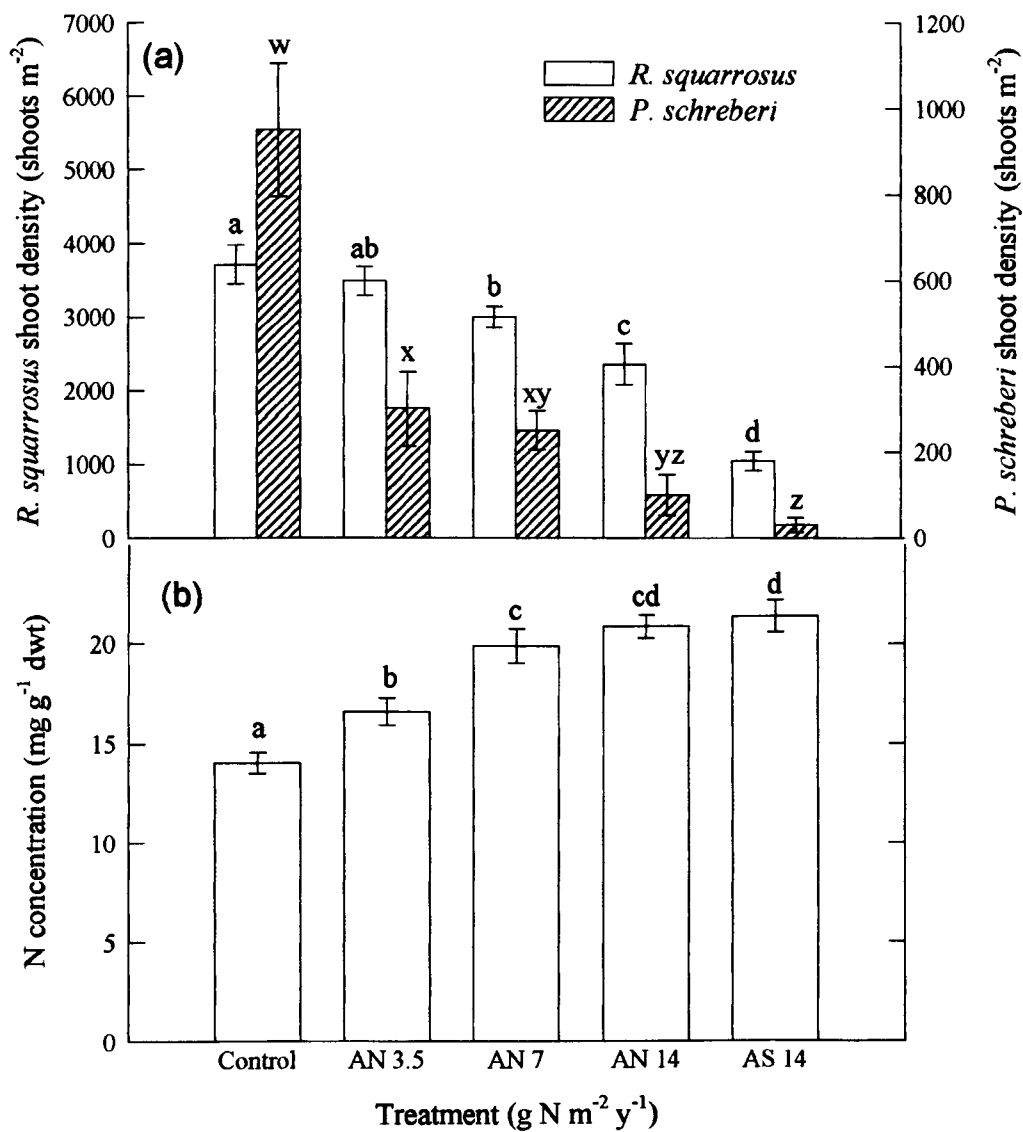 (a)
R. squarrosus
P. schreberi
R. squarrosus shoot density (shoots m⁻²)
7000
6000
5000
4000
3000
2000
1000
0
P. schreberi shoot density (shoots m⁻²)
1200
1000
800
600
400
200
0
a
w
ab
x
b
xy
c
yz
d
z
(b)
N concentration (mg g⁻¹ dwt)
20
15
10
5
0
a
b
c
cd
d
Control AN 3.5 AN 7 AN 14 AS 14
Treatment (g N m⁻² y⁻¹)